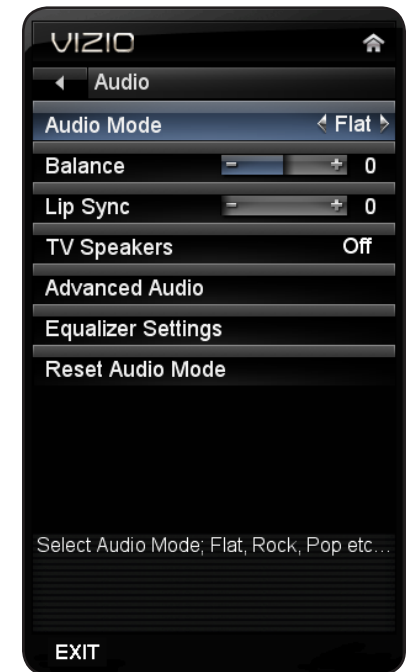 VIZIO
Audio
Audio Mode Flat
Balance - + 0
Lip Sync - + 0
TV Speakers Off
Advanced Audio
Equalizer Settings
Reset Audio Mode
Select Audio Mode; Flat, Rock, Pop etc...
EXIT